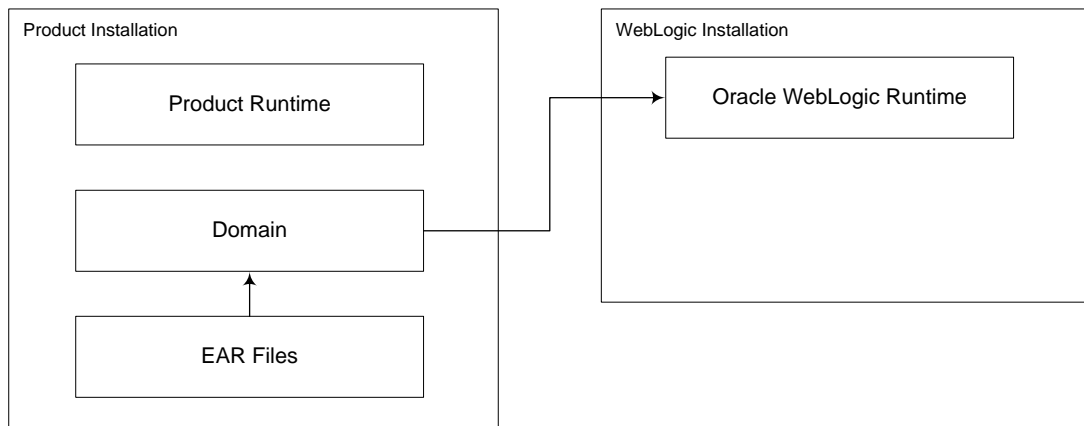 Product Installation
Product Runtime
Domain
EAR Files
WebLogic Installation
Oracle WebLogic Runtime